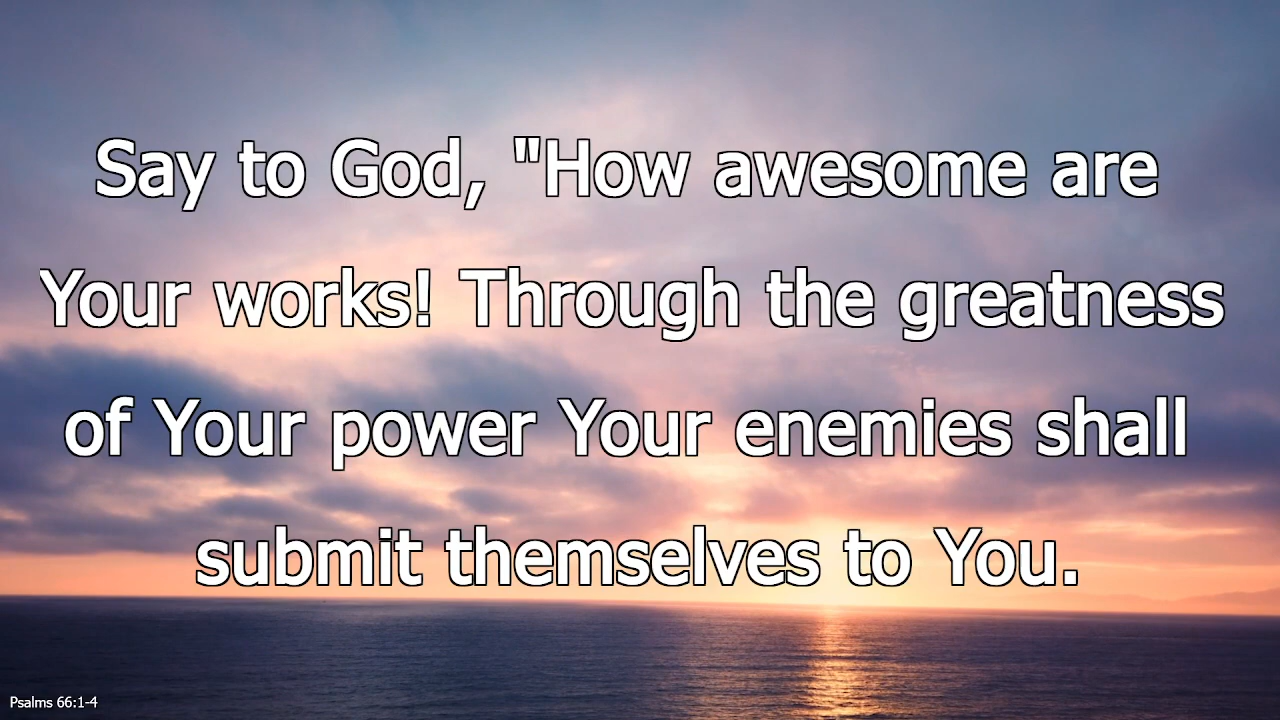 Say to God, "How awesome are
Your works! Through the greatness
of Your power Your enemies shall
submit themselves to You.
Psalms 66:1-4